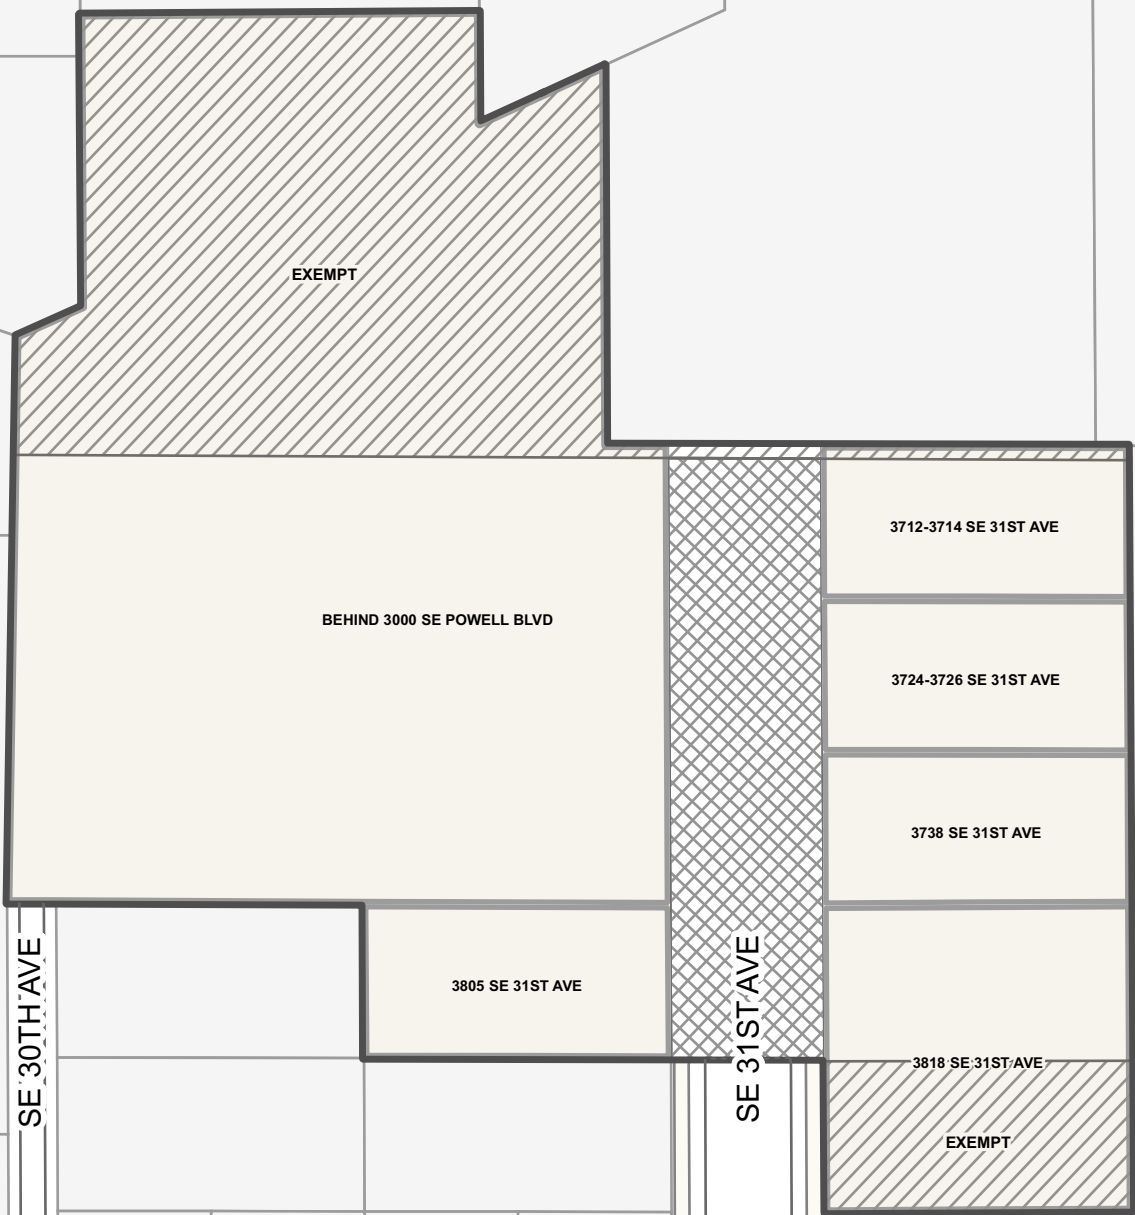 EXEMPT
3712-3714 SE 31ST AVE
BEHIND 3000 SE POWELL BLVD
3724-3726 SE 31ST AVE
3738 SE 31ST AVE
3805 SE 31ST AVE
SE 30TH AVE
SE 31ST AVE
3818 SE 31ST AVE
EXEMPT